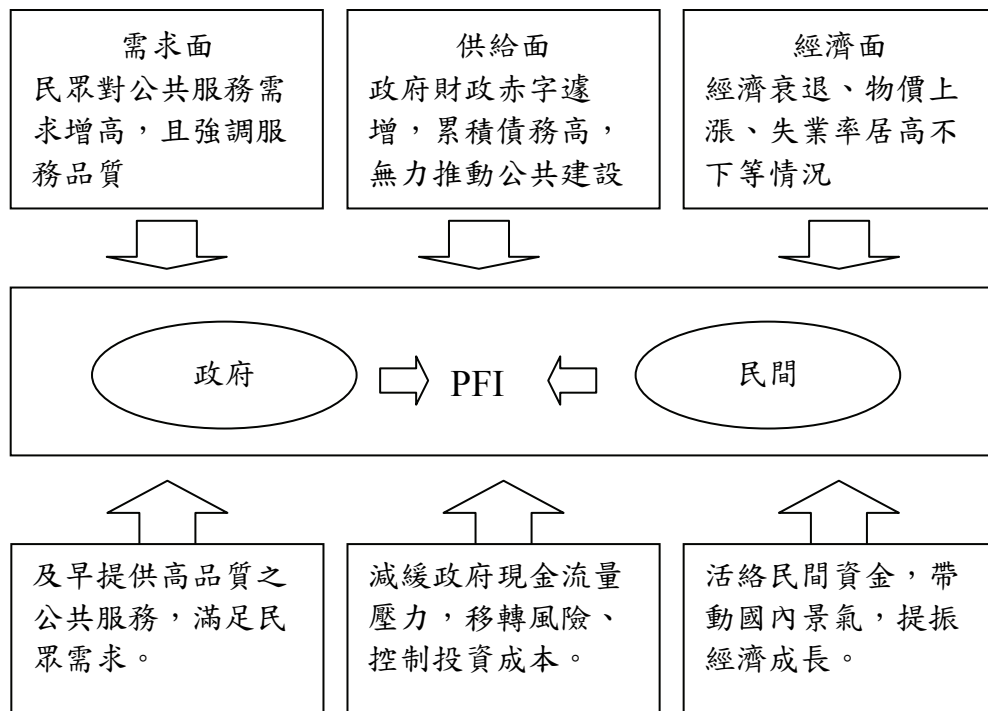 需求面
民眾對公共服務需
求增高，且強調服
務品質
供給面
政府財政赤字遽
增，累積債務高，
無力推動公共建設
經濟面
經濟衰退、物價上
漲、失業率居高不
下等情況
政府
PFI
民間
及早提供高品質之
公共服務，滿足民
眾需求。
減緩政府現金流量
壓力，移轉風險、
控制投資成本。
活絡民間資金，帶
動國內景氣，提振
經濟成長。